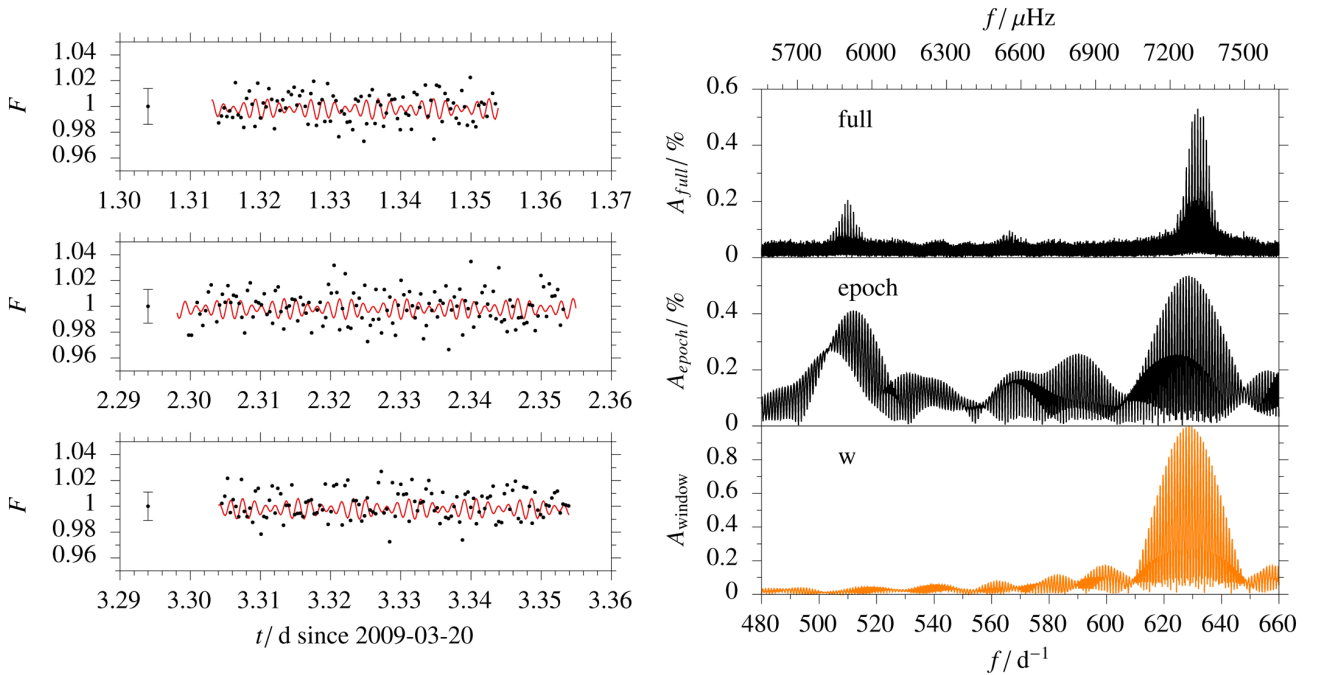 F
1.04
1.02
1
0.98
0.96
1.30 1.31 1.32 1.33 1.34 1.35 1.36 1.37
F
1.04
1.02
1
0.98
0.96
2.29 2.30 2.31 2.32 2.33 2.34 2.35 2.36
F
1.04
1.02
1
0.98
0.96
3.29 3.30 3.31 3.32 3.33 3.34 3.35 3.36
t/ d since 2009-03-20
f/ μHz
5700 6000 6300 6600 6900 7200 7500
A_full/ %
0.6
0.4
0.2
0
full
A_epoch/ %
0.4
0.2
0
epoch
A_window
0.8
0.6
0.4
0.2
0
w
480 500 520 540 560 580 600 620 640 660
f/ d⁻¹